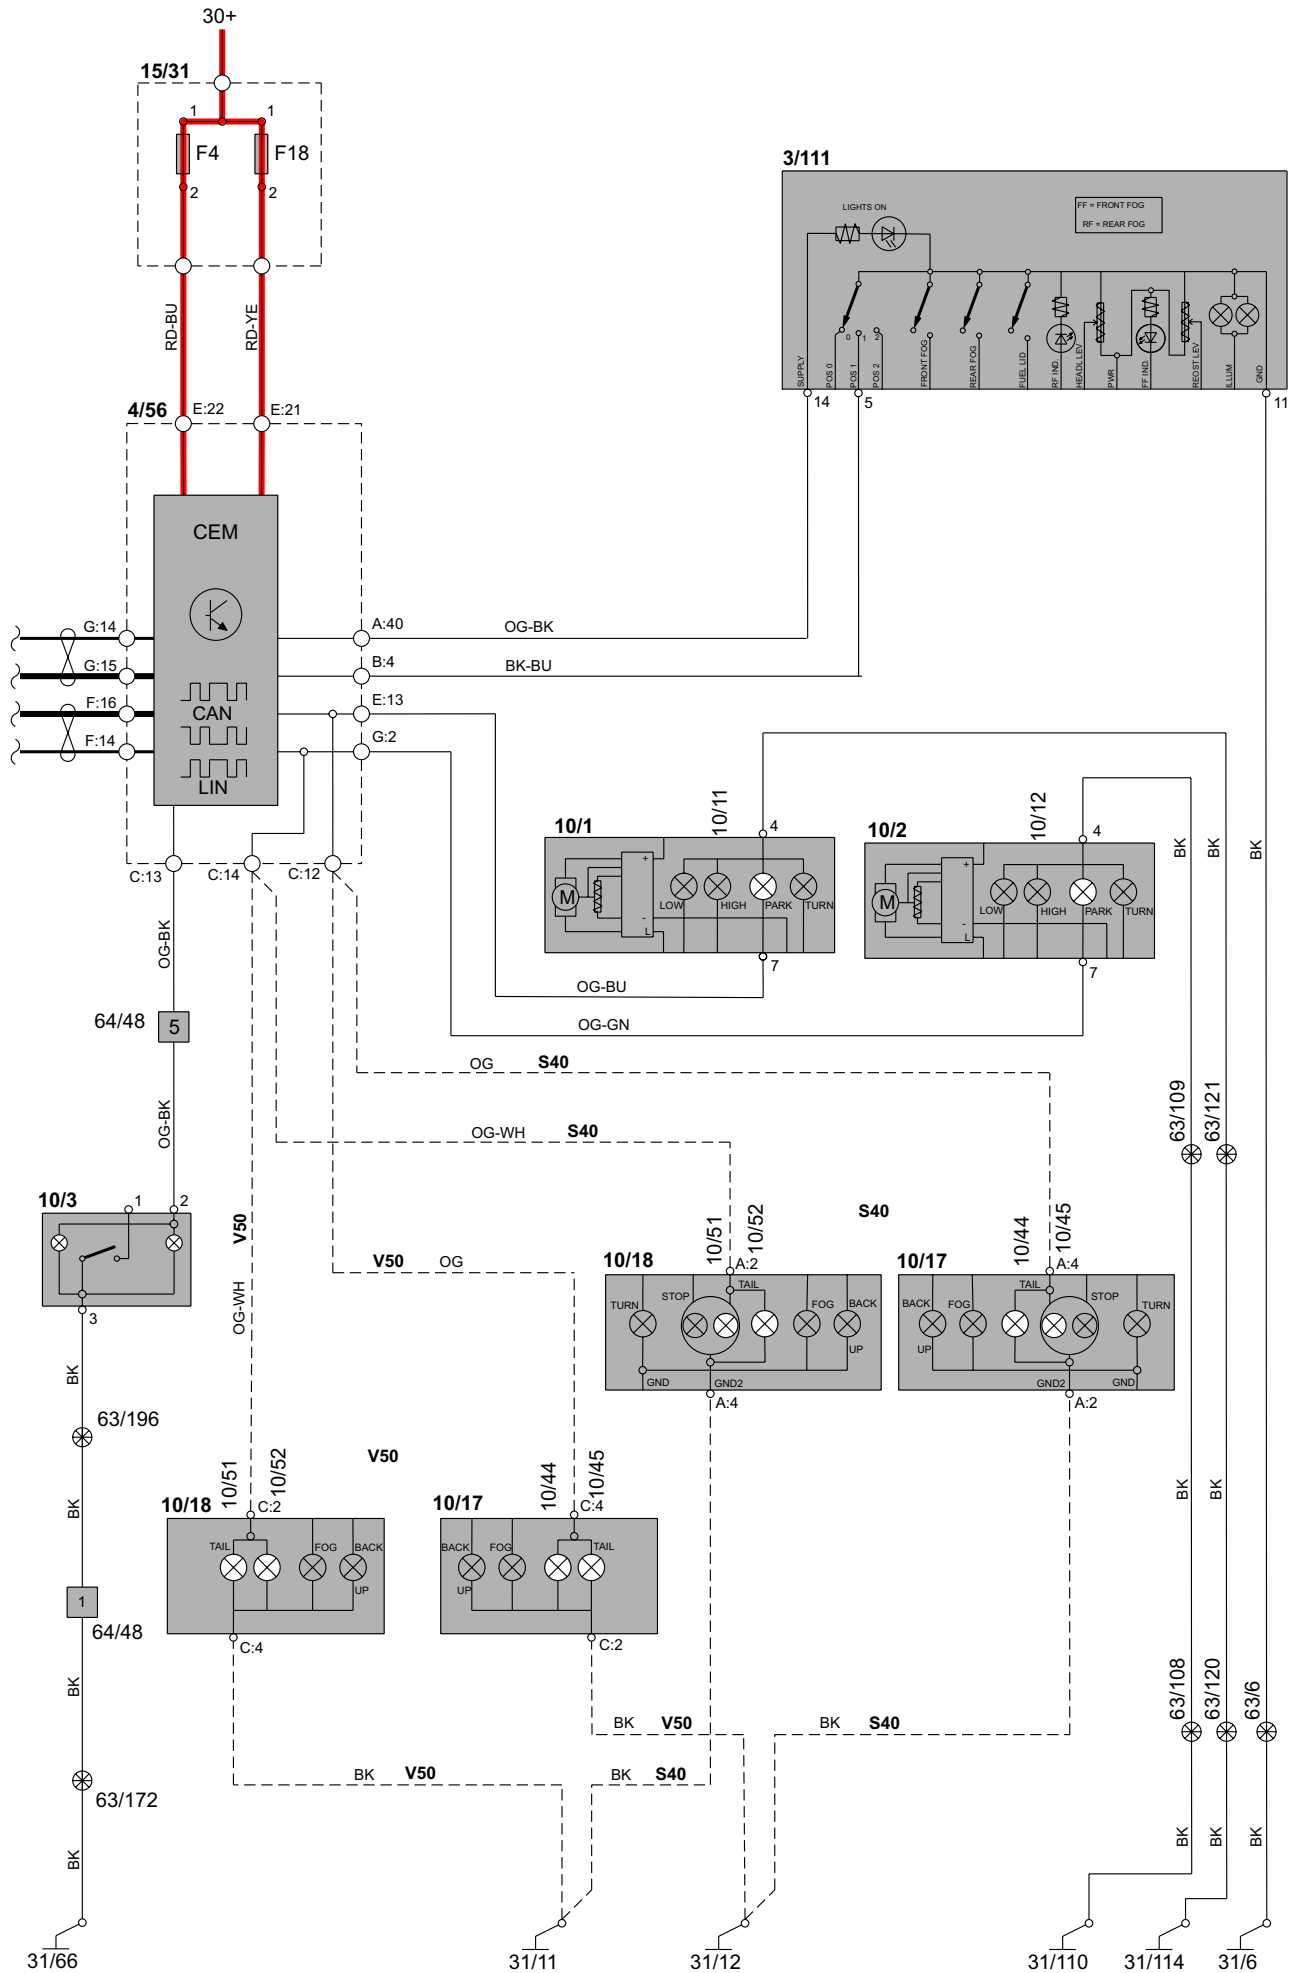 30+
15/31
1
1
F4
F18
2
2
RD-BU
RD-YE
4/56
E:22
E:21
3/111
LIGHTS ON
FF = FRONT FOG
RF = REAR FOG
0
1
2
SUPPLY
POS 0
POS 1
POS 2
FRONT FOG
REAR FOG
FUEL LID
RF IND.
HEADL LEV
PWR
FF IND.
REOST LEV
ILLUM
GND
14
5
11
CEM
G:14
A:40
OG-BK
G:15
B:4
BK-BU
F:16
CAN
E:13
F:14
G:2
LIN
C:13
C:14
C:12
10/1
10/11
4
M
+
-
L
LOW
HIGH
PARK
TURN
7
10/2
10/12
4
M
+
-
L
LOW
HIGH
PARK
TURN
7
BK
BK
BK
OG-BK
64/48
5
OG-BK
OG-BU
OG-GN
OG
S40
OG-WH
S40
63/109
63/121
10/3
1
2
3
V50
OG-WH
V50
OG
S40
10/18
10/51
10/52
A:2
TURN
STOP
TAIL
FOG
BACK
UP
GND
GND2
A:4
10/17
10/44
10/45
A:4
BACK
UP
FOG
TAIL
STOP
TURN
GND2
GND
A:2
BK
63/196
BK
1
64/48
BK
63/172
BK
V50
10/18
10/51
10/52
C:2
TAIL
FOG
BACK
UP
C:4
10/17
10/44
10/45
C:4
BACK
UP
FOG
TAIL
C:2
BK
BK
BK
V50
BK
S40
BK
V50
BK
S40
63/108
63/120
63/6
BK
BK
BK
31/66
31/11
31/12
31/110
31/114
31/6